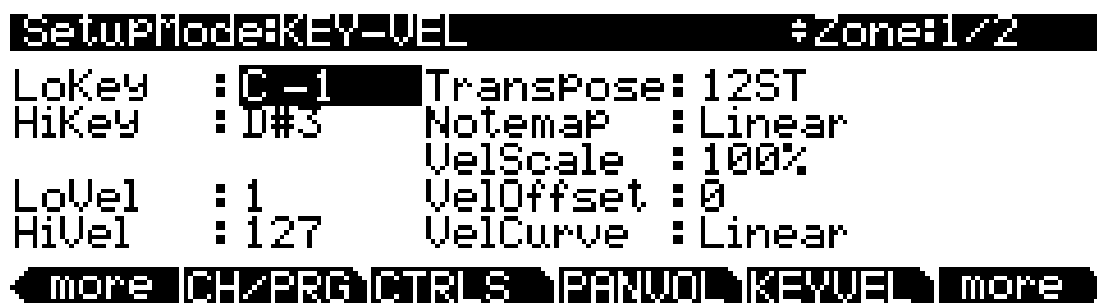 SetupMode:KEY-VEL ♦Zone:1/2
LoKey :C -1 Transpose:12ST
HiKey :D#3 Notemap :Linear
VelScale :100%
LoVel :1 VelOffset :0
HiVel :127 VelCurve :Linear
more CH/PRG CTRLS PANVOL KEYVEL more